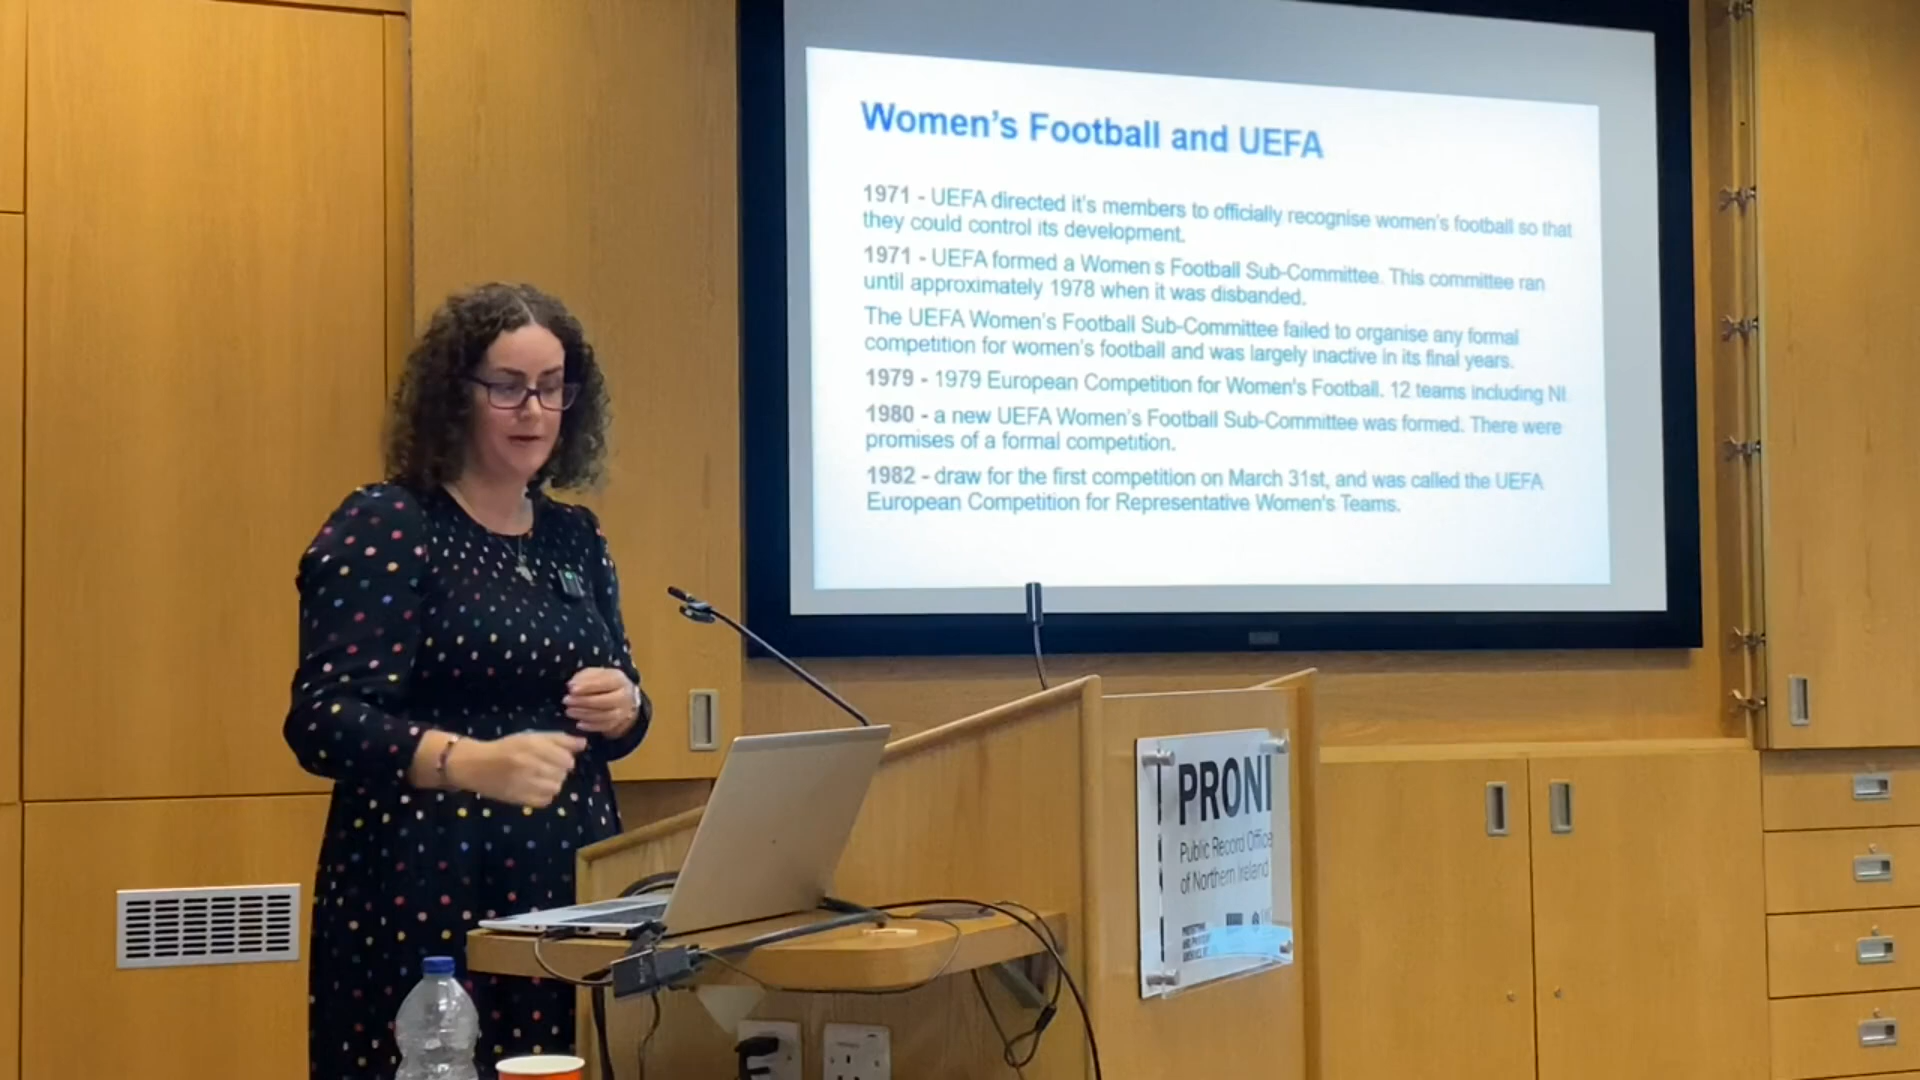 Women's Football and UEFA
1971 - UEFA directed it's members to officially recognise women's football so that
they could control its development.
1971 - UEFA formed a Women's Football Sub-Committee. This committee ran
until approximately 1978 when it was disbanded.
The UEFA Women's Football Sub-Committee failed to organise any formal
competition for women's football and was largely inactive in its final years.
1979 - 1979 European Competition for Women's Football. 12 teams including NI
1980 - a new UEFA Women's Football Sub-Committee was formed. There were
promises of a formal competition.
1982 - draw for the first competition on March 31st, and was called the UEFA
European Competition for Representative Women's Teams.
PRONI
Public Record Office
of Northern Ireland